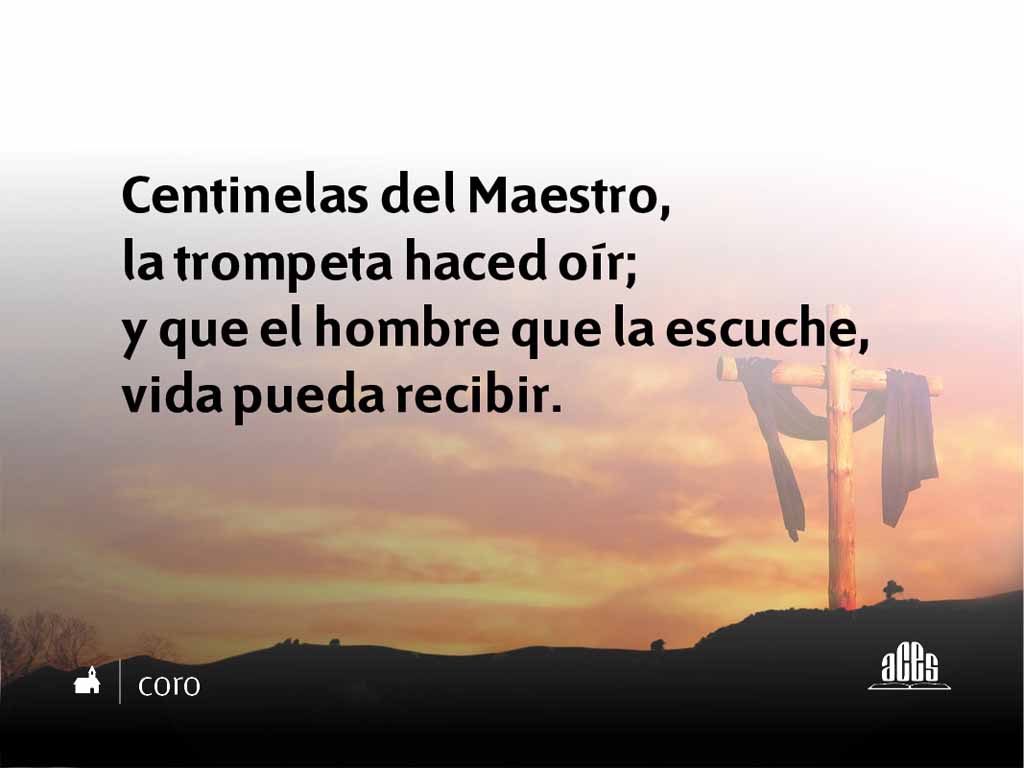 Centinelas del Maestro,
la trompeta haced oír;
y que el hombre que la escuche,
vida pueda recibir.
coro
aces